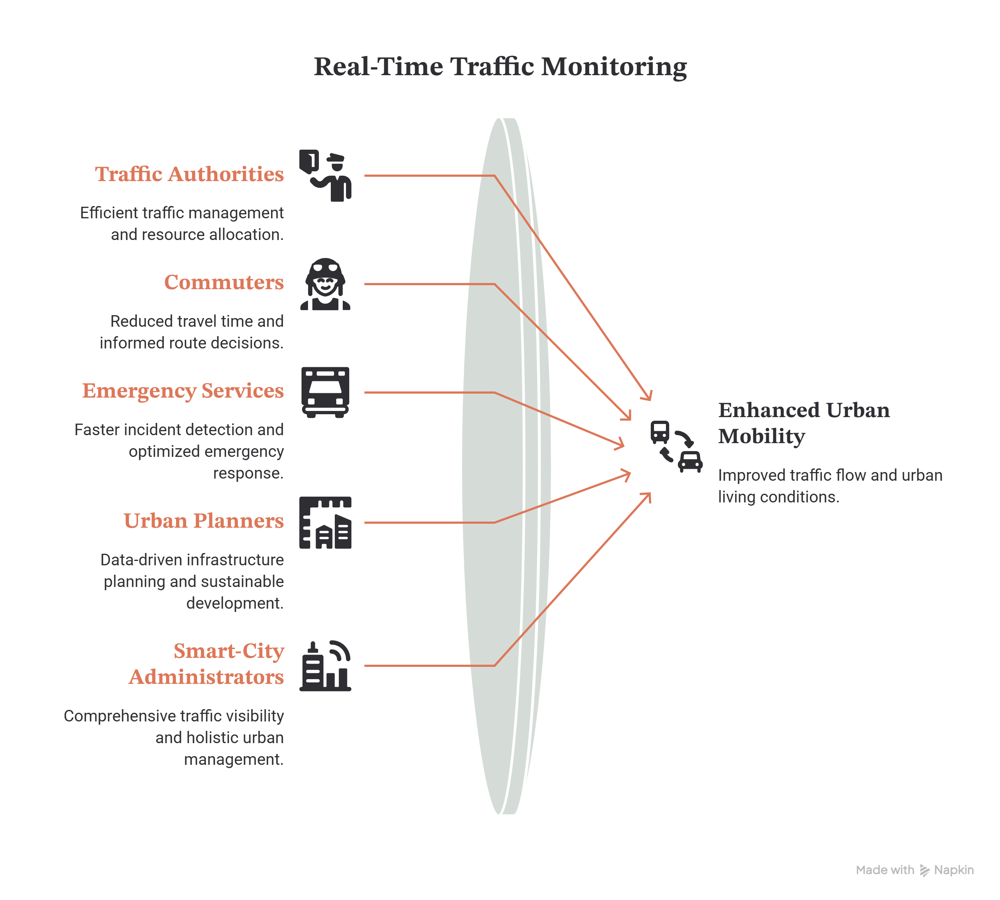 Real-Time Traffic Monitoring
Traffic Authorities
Efficient traffic management
and resource allocation.
Commuters
Reduced travel time and
informed route decisions.
Emergency Services
Faster incident detection and
optimized emergency
response.
Urban Planners
Data-driven infrastructure
planning and sustainable
development.
Smart-City
Administrators
Comprehensive traffic visibility
and holistic urban
management.
Enhanced Urban
Mobility
Improved traffic flow and urban
living conditions.
Made with Napkin